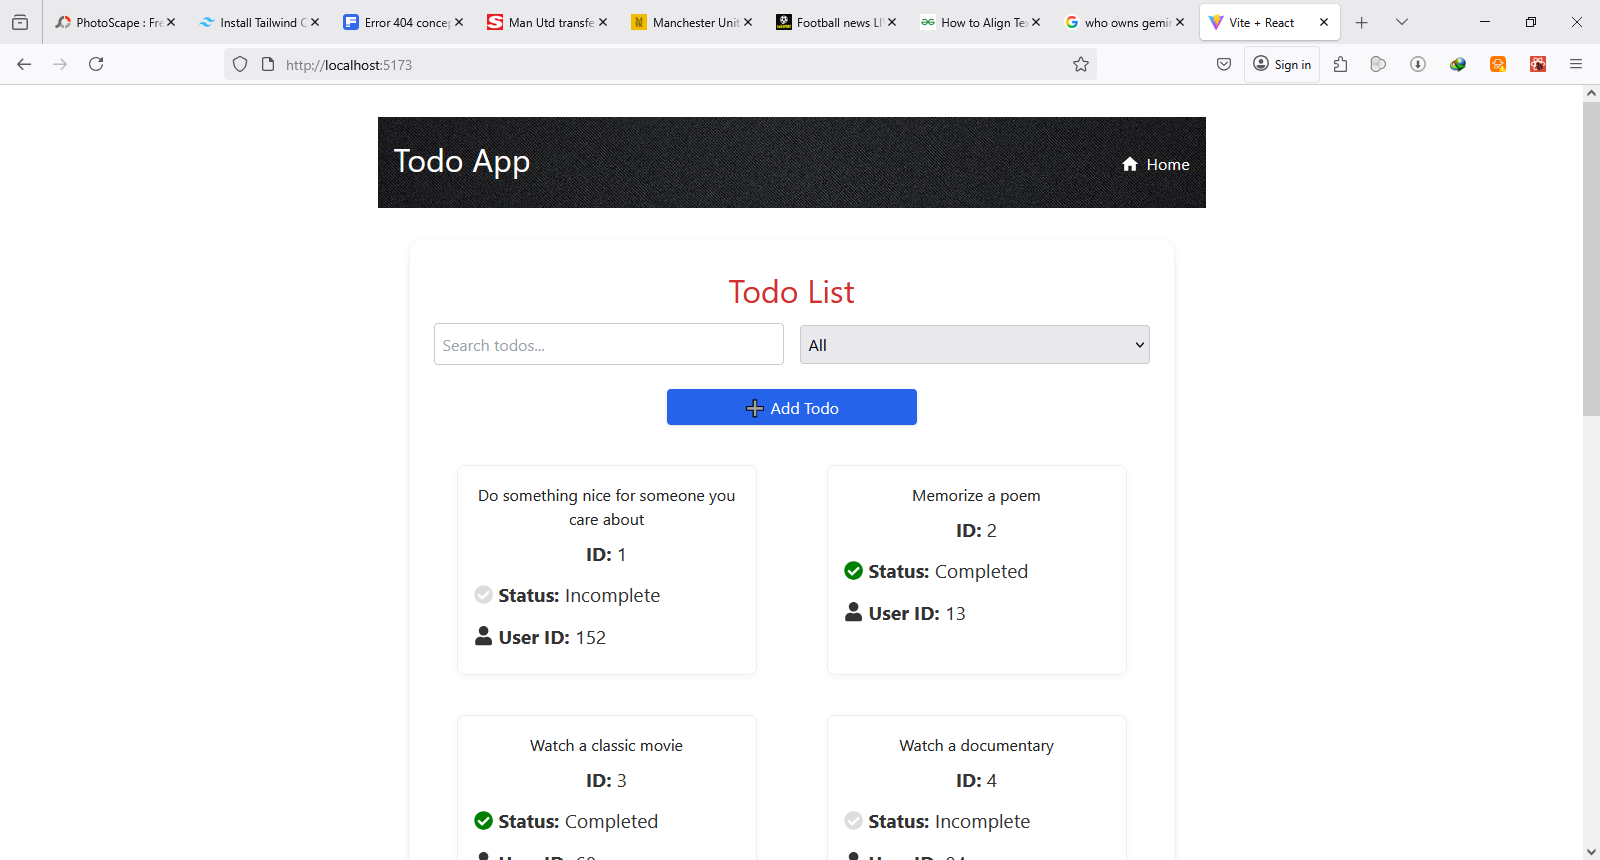 PhotoScape : Fre
Install Tailwind C
Error 404 concep
Man Utd transfe
Manchester Unit
Football news LI
How to Align Te
who owns gemin
Vite + React
http://localhost:5173
Sign in
Todo App
Home
Todo List
Search todos...
All
Add Todo
Do something nice for someone you
care about
ID: 1
Status: Incomplete
User ID: 152
Memorize a poem
ID: 2
Status: Completed
User ID: 13
Watch a classic movie
ID: 3
Status: Completed
Watch a documentary
ID: 4
Status: Incomplete